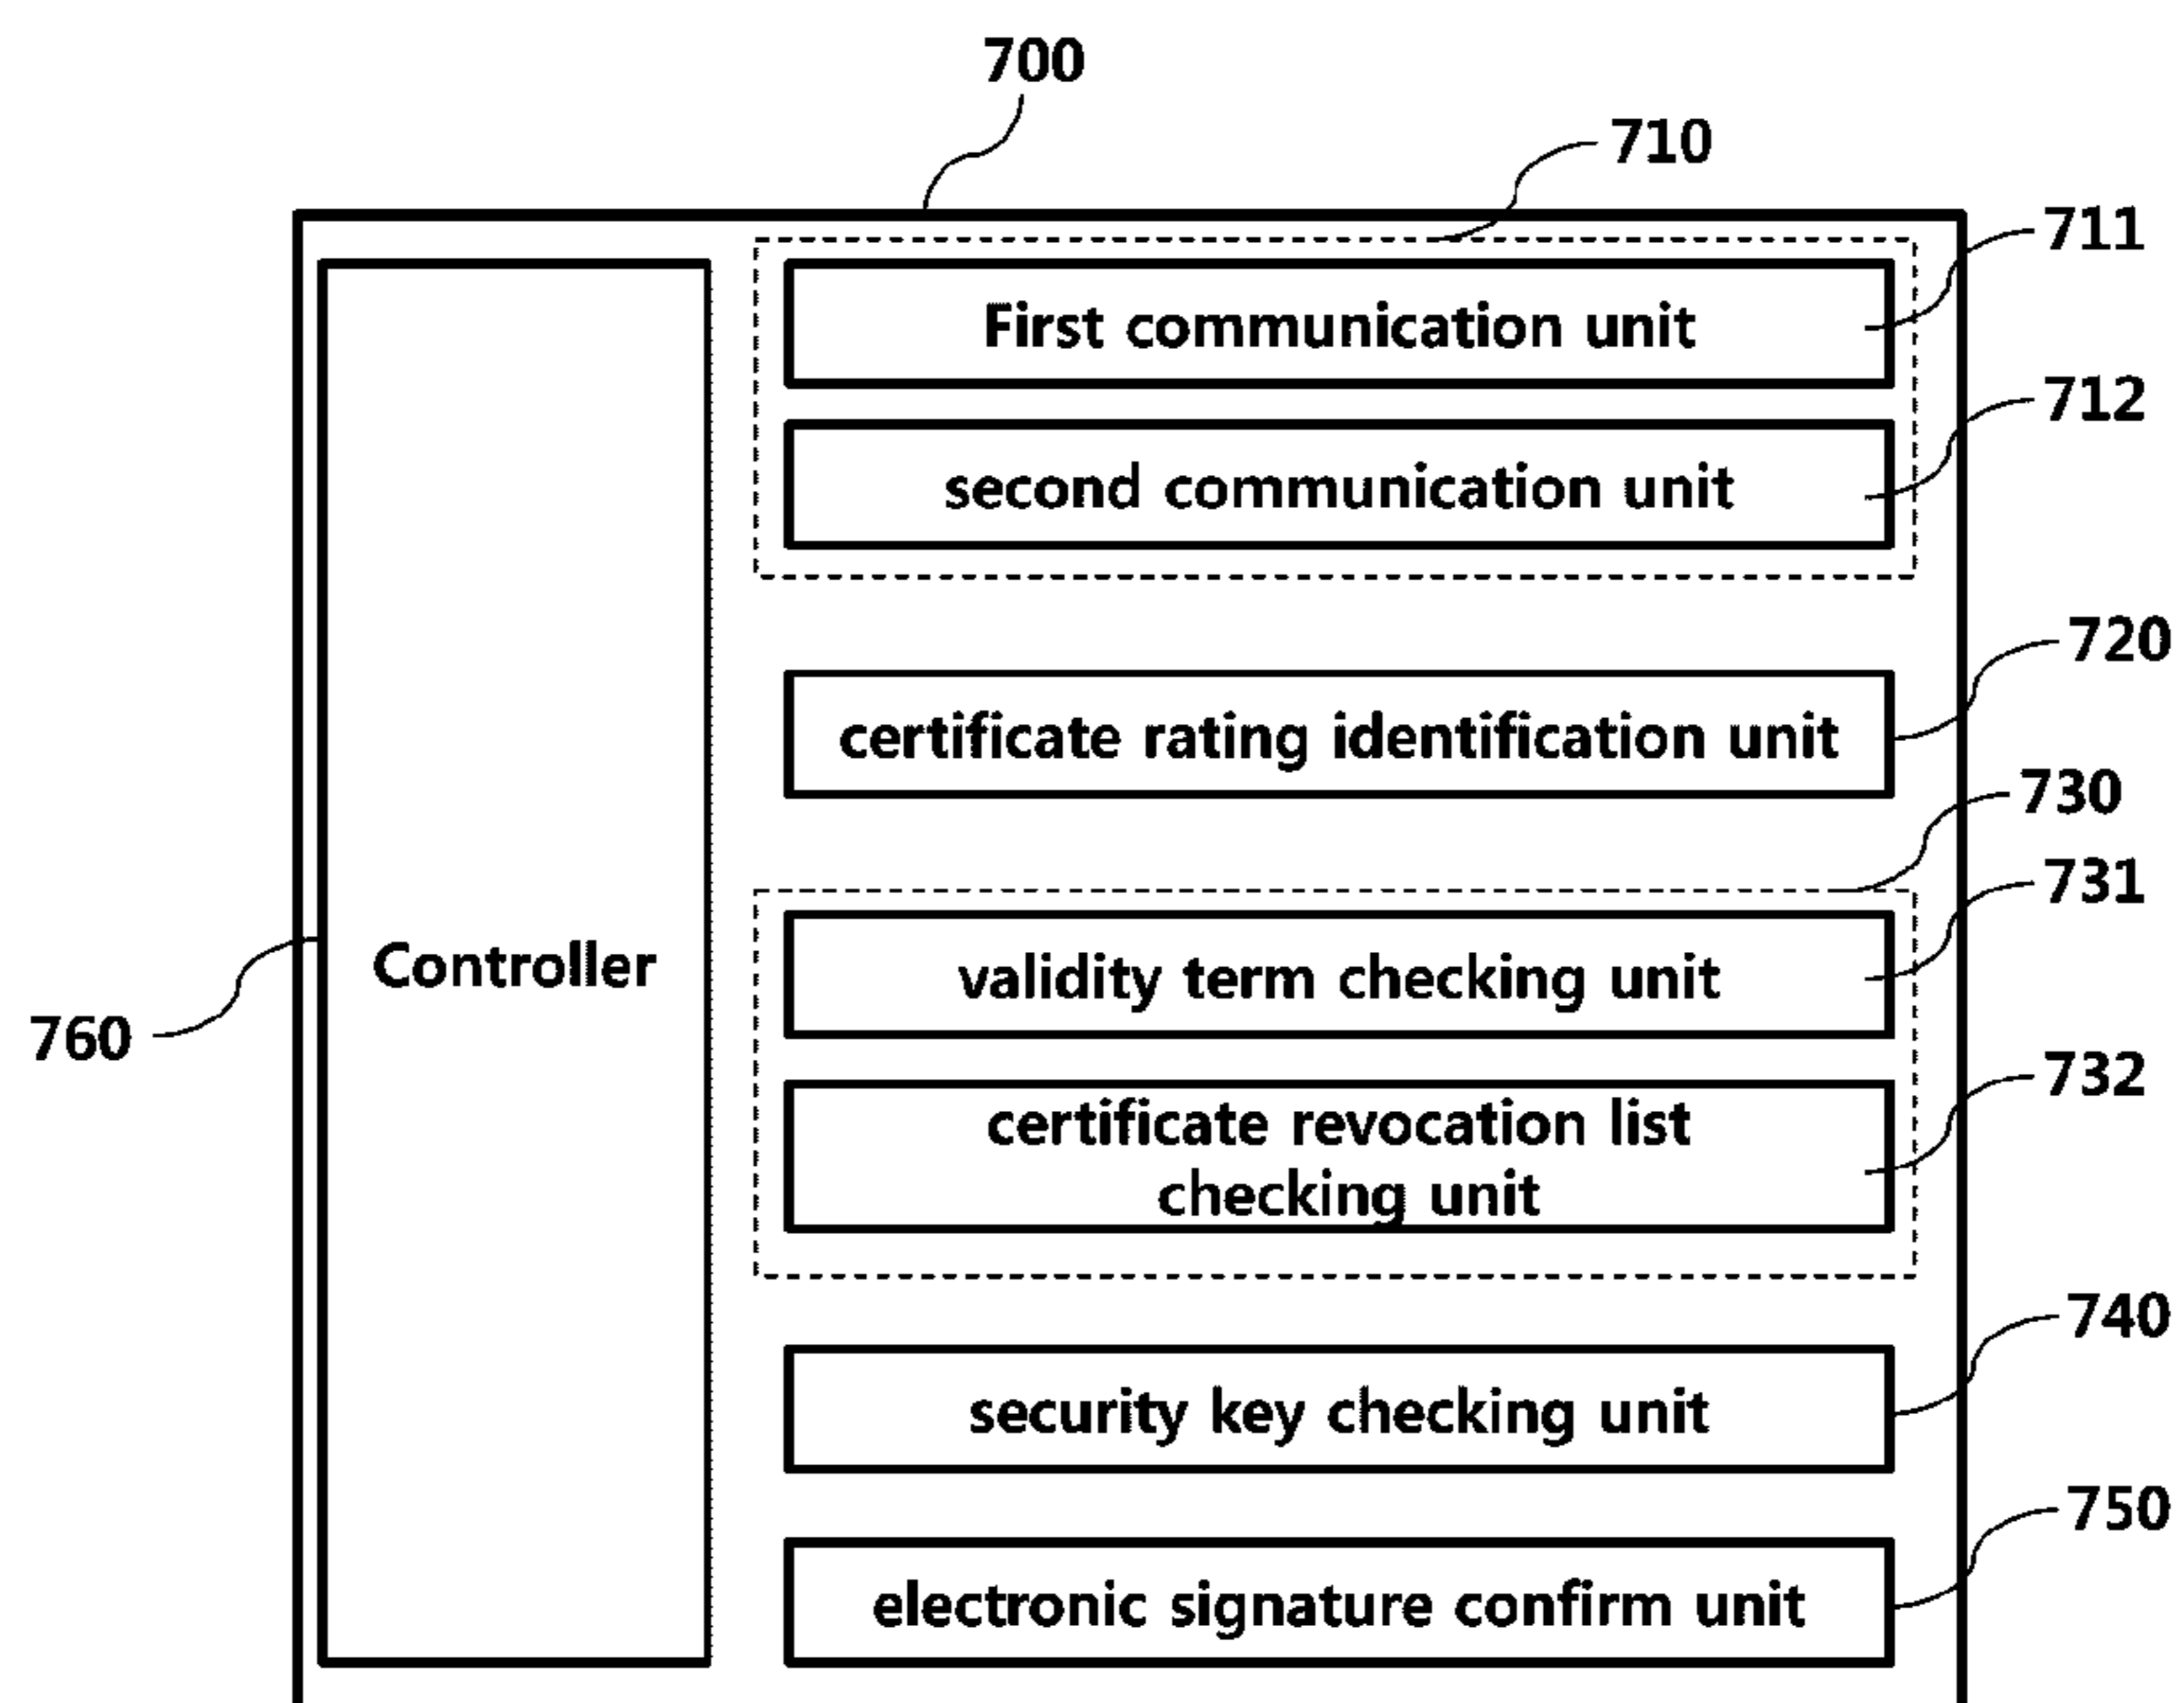 700
710
711
First communication unit
712
second communication unit
720
certificate rating identification unit
730
731
validity term checking unit
Controller
760
732
certificate revocation list
checking unit
740
security key checking unit
750
electronic signature confirm unit